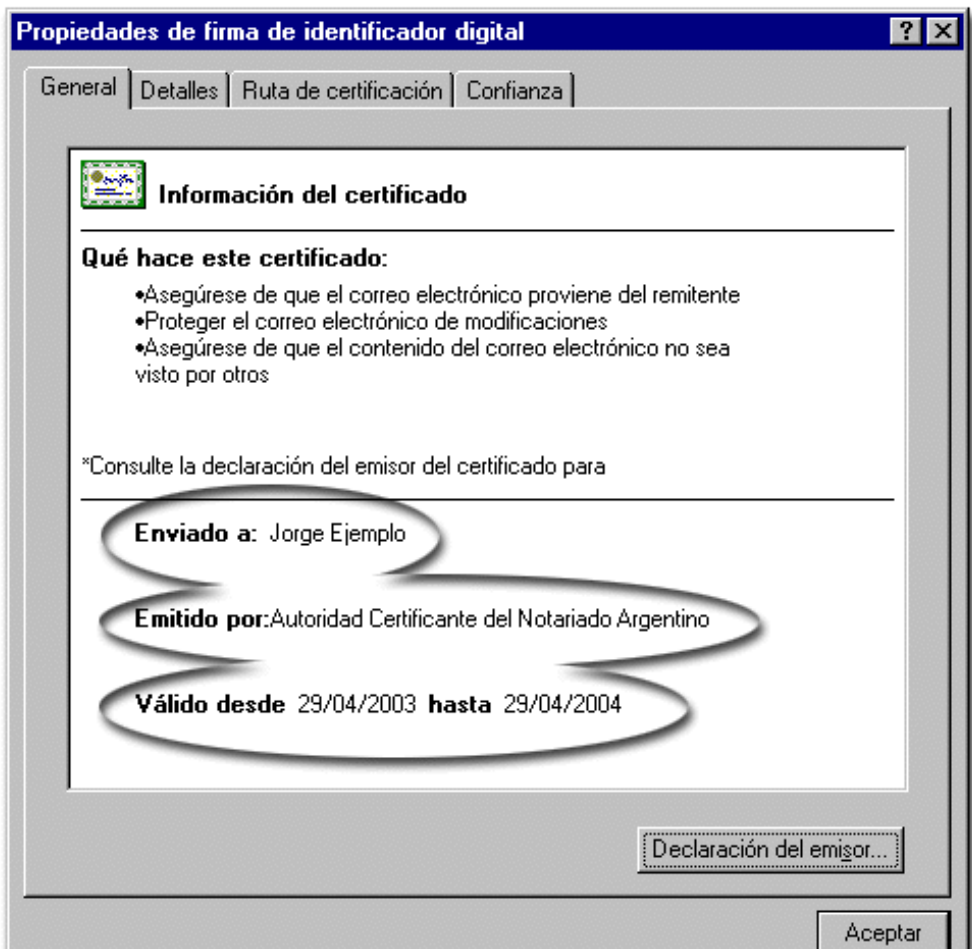 Propiedades de firma de identificador digital
General Detalles Ruta de certificación Confianza
Información del certificado
Qué hace este certificado:
•Asegúrese de que el correo electrónico proviene del remitente
•Proteger el correo electrónico de modificaciones
•Asegúrese de que el contenido del correo electrónico no sea
visto por otros
*Consulte la declaración del emisor del certificado para
Enviado a: Jorge Ejemplo
Emitido por:Autoridad Certificante del Notariado Argentino
Válido desde 29/04/2003 hasta 29/04/2004
Declaración del emisor...
Aceptar